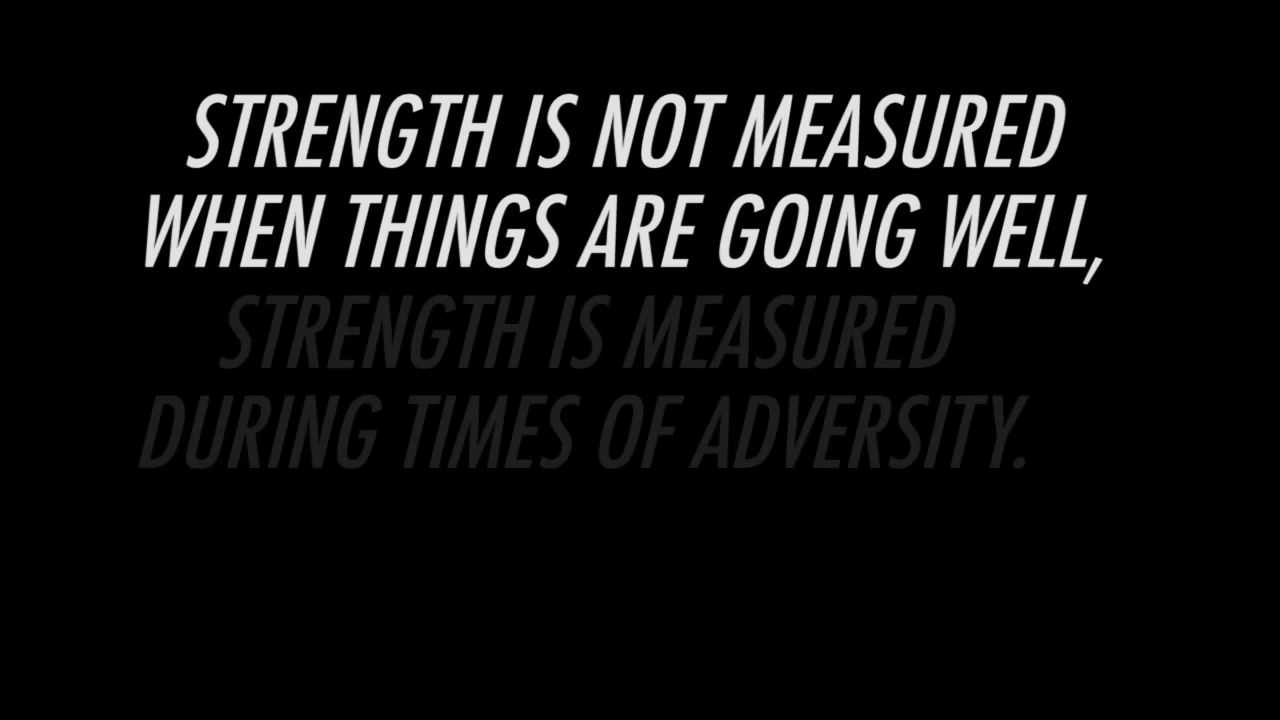 STRENGTH IS NOT MEASURED
WHEN THINGS ARE GOING WELL,
STRENGTH IS MEASURED
DURING TIMES OF ADVERSITY.